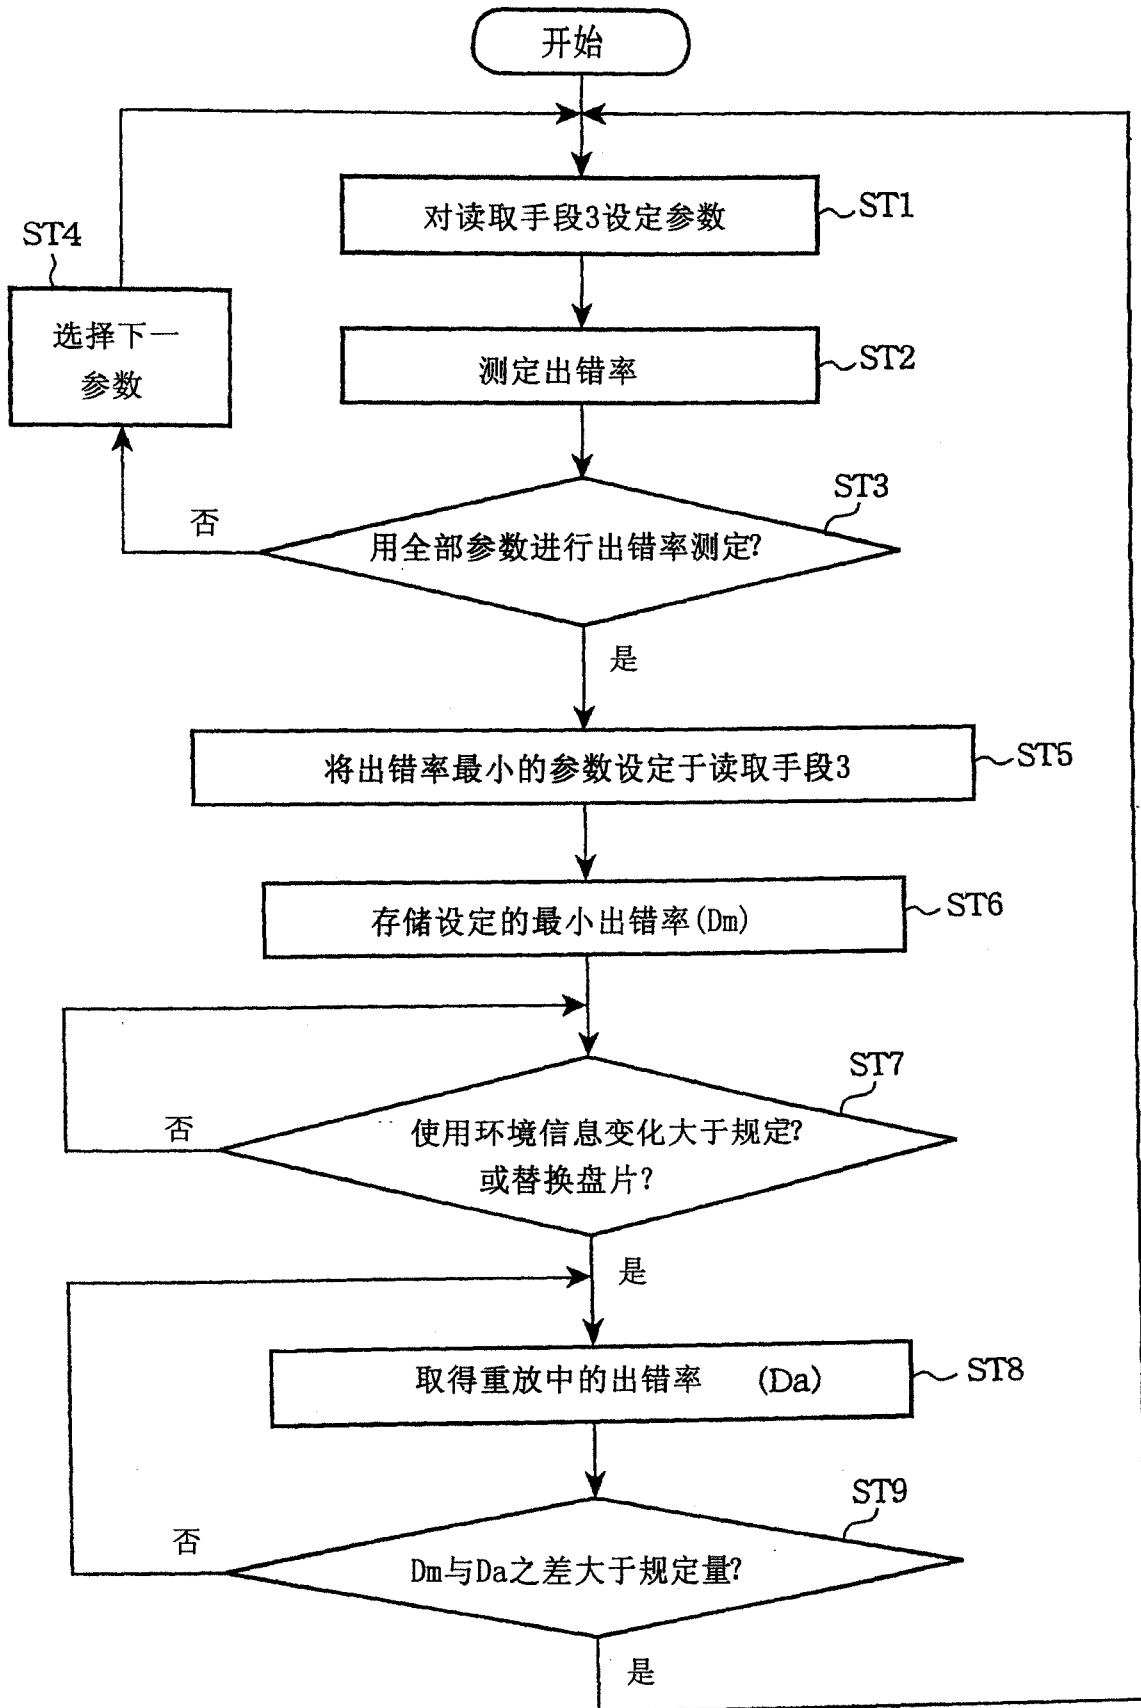 开始
对读取手段3设定参数
ST1
ST4
选择下一
参数
测定出错率
ST2
ST3
否
用全部参数进行出错率测定?
是
将出错率最小的参数设定于读取手段3
ST5
存储设定的最小出错率(Dm)
ST6
ST7
否
使用环境信息变化大于规定?
或替换盘片?
是
取得重放中的出错率 (Da)
ST8
ST9
否
Dm与Da之差大于规定量?
是